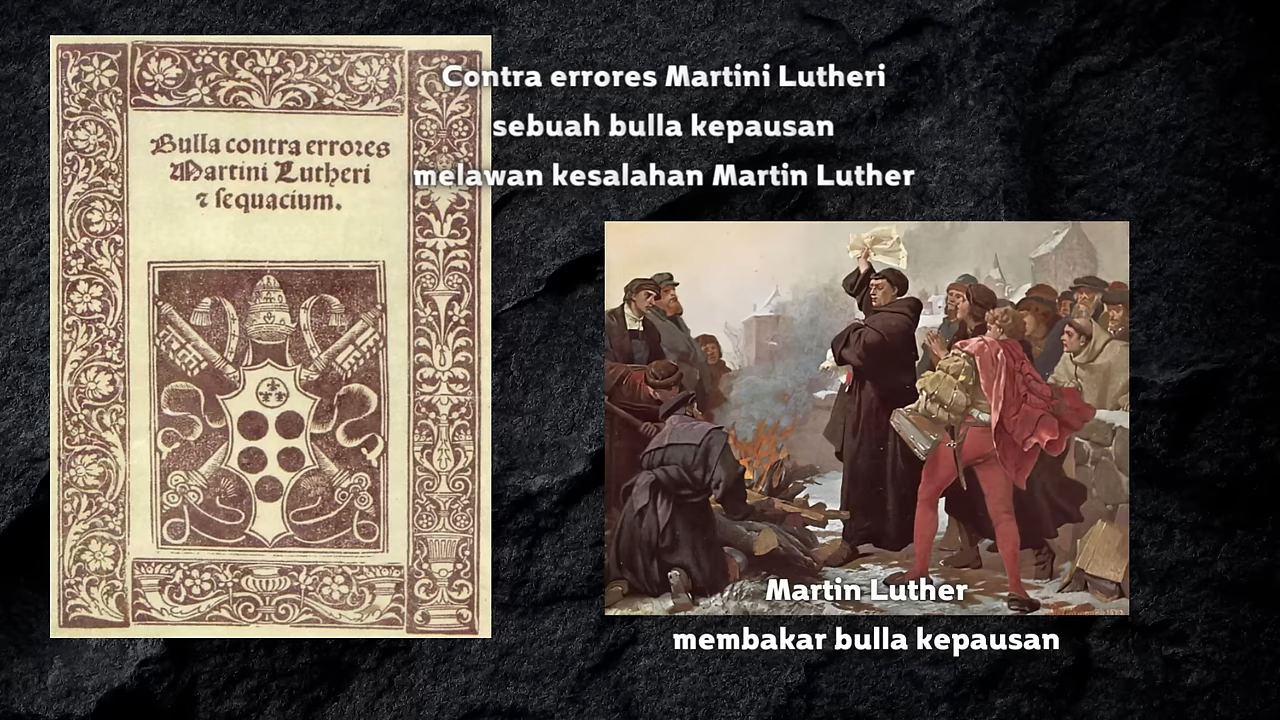 Bulla contra errores
Martini Lutheri
⁊ ſequacium.
Contra errores Martini Lutheri
sebuah bulla kepausan
melawan kesalahan Martin Luther
Martin Luther
membakar bulla kepausan